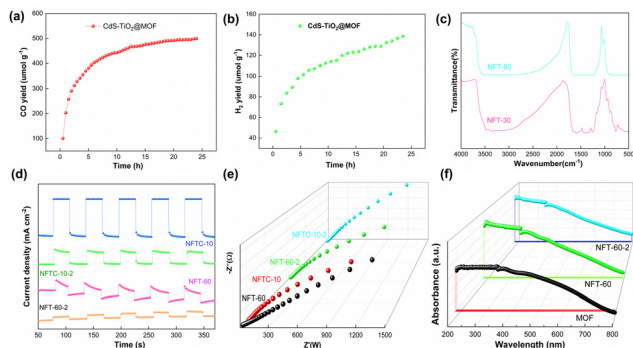 (a)
CdS-TiO₂@MOF
CO yield (umol g⁻¹)
500
400
300
200
100
0 5 10 15 20 25
Time (h)
(b)
CdS-TiO₂@MOF
H₂ yield (umol g⁻¹)
160
140
120
100
80
60
40
20
0
0 5 10 15 20 25
Time (h)
(c)
NFT-90
NFT-30
Transmittance(%)
4000 3500 3000 2500 2000 1500 1000 500
Wavenumber(cm⁻¹)
(d)
NFTC-10
NFTC-10-2
NFT-60
NFT-60-2
Current density (mA cm⁻²)
50 100 150 200 250 300 350
Time (s)
(e)
NFTC-10-2
NFT-60-2
NFTC-10
NFT-60
-Z''(Ω)
300 600 900 1200 1500
Z'(W)
(f)
NFT-60-2
NFT-60
MOF
Absorbance (a.u.)
200 300 400 500 600 700 800
Wavelength (nm)